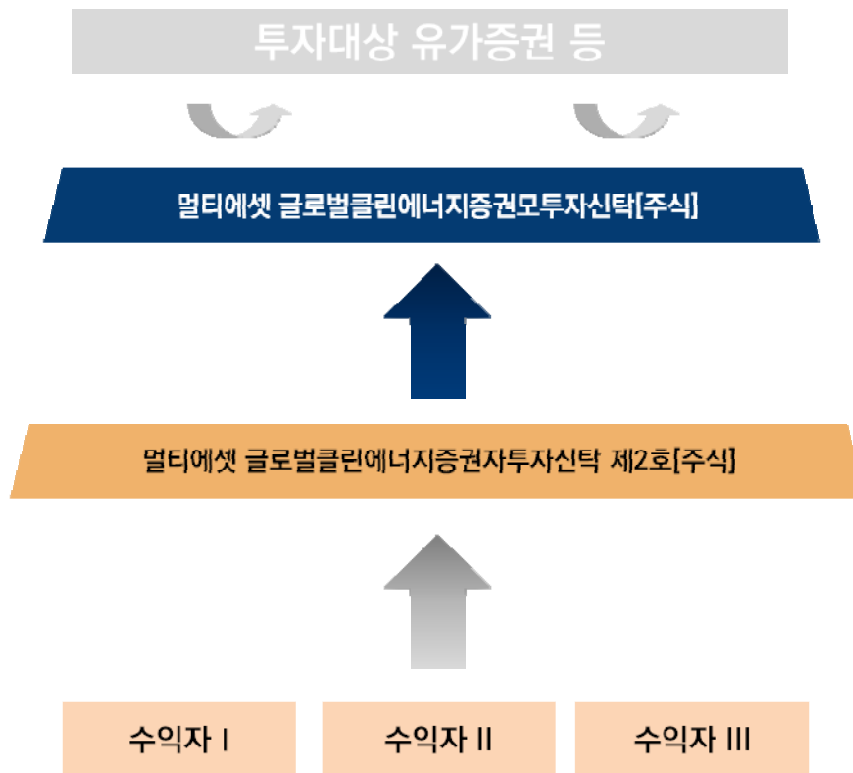 투자대상 유가증권 등
멀티에셋 글로벌클린에너지증권모투자신탁[주식]
멀티에셋 글로벌클린에너지증권자투자신탁 제2호[주식]
수익자 I
수익자 II
수익자 III